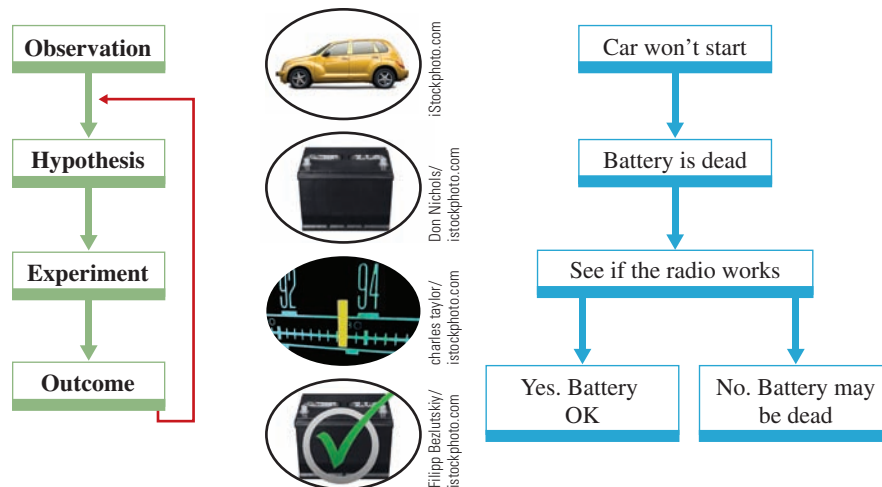 Observation
Hypothesis
Experiment
Outcome
iStockphoto.com
Don Nichols/
istockphoto.com
92 94
charles taylor/
istockphoto.com
Filipp Bezlutskiy/
istockphoto.com
Car won't start
Battery is dead
See if the radio works
Yes. Battery
OK
No. Battery may
be dead